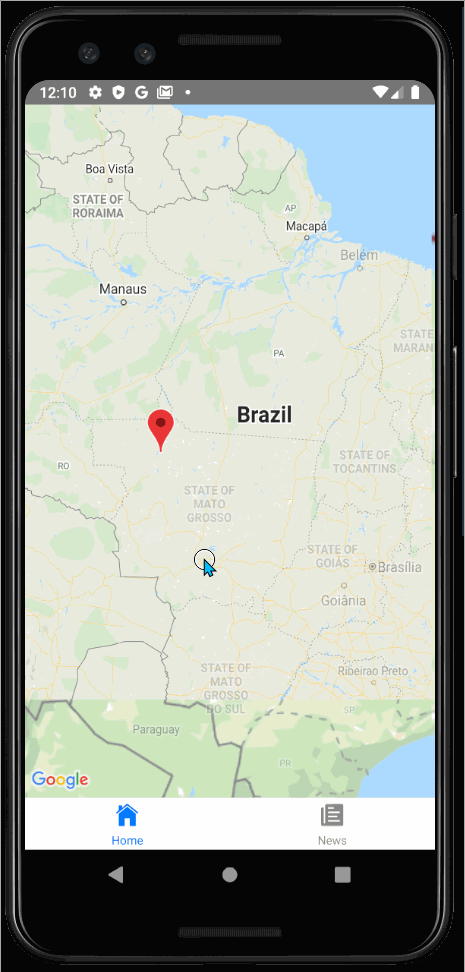 12:10
G
Boa Vista
STATE OF
RORAIMA
AP
Macapá
Belém
Manaus
STATE
MARAN
PA
Brazil
RO
STATE OF
TOCANTINS
STATE OF
MATO
GROSSO
STATE OF
GOIÁS
Brasília
Goiânia
STATE OF
MATO
GROSSO
DO SUL
Ribeirao Preto
SP
Paraguay
PR
Google
Home
News